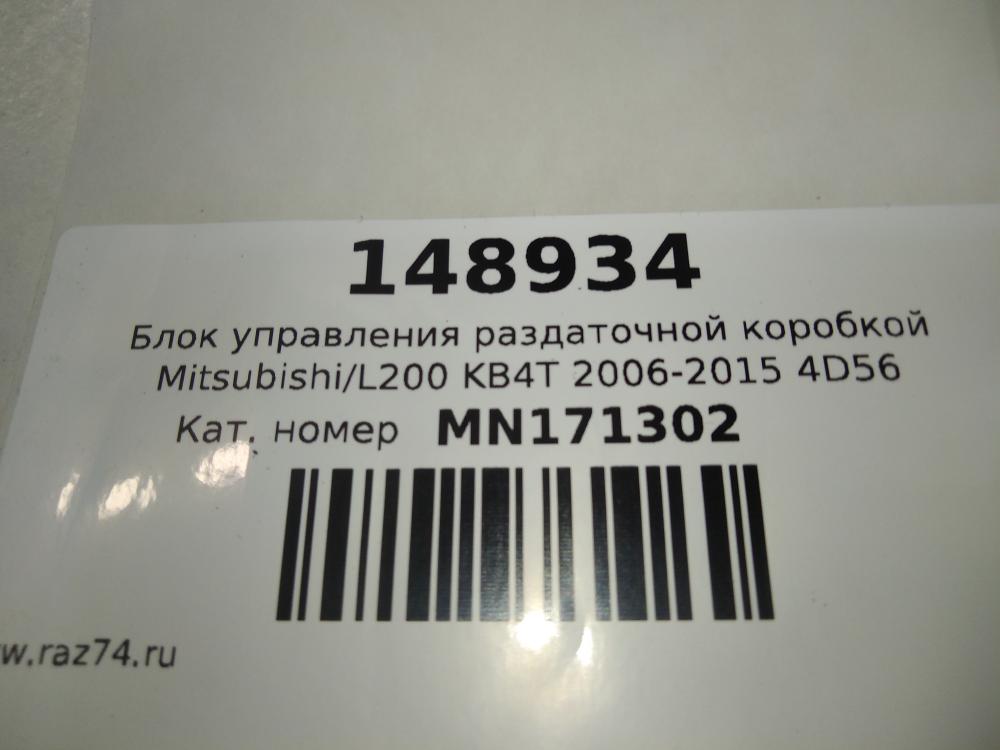 148934
Блок управления раздаточной коробкой
Mitsubishi/L200 KB4T 2006-2015 4D56
Кат. номер MN171302
w.raz74.ru